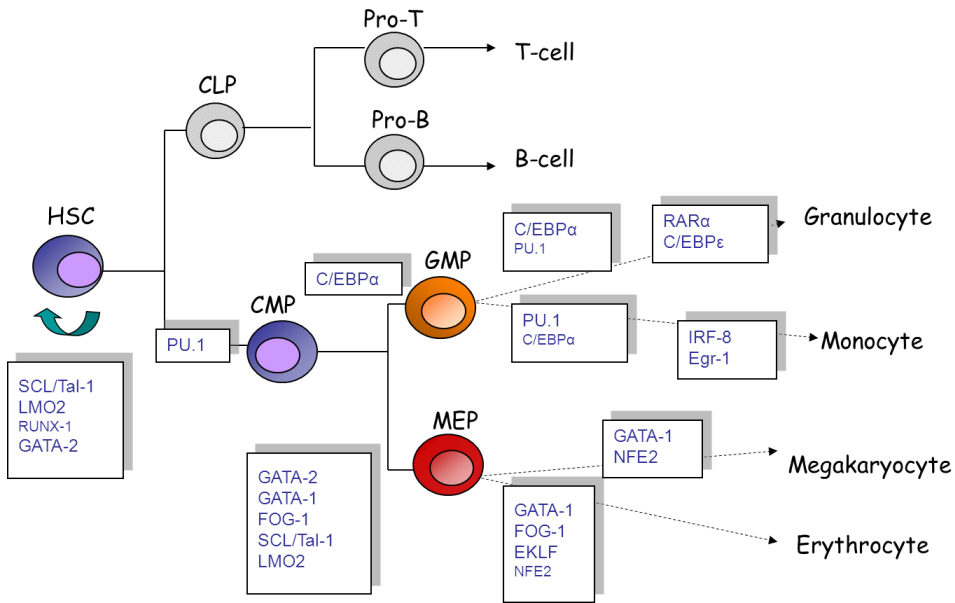 Pro-T
T-cell
CLP
Pro-B
B-cell
HSC
C/EBPα
PU.1
RARα
C/EBPε
Granulocyte
GMP
C/EBPα
CMP
PU.1
PU.1
C/EBPα
IRF-8
Egr-1
Monocyte
SCL/Tal-1
LMO2
RUNX-1
GATA-2
MEP
GATA-1
NFE2
Megakaryocyte
GATA-2
GATA-1
FOG-1
SCL/Tal-1
LMO2
GATA-1
FOG-1
EKLF
NFE2
Erythrocyte